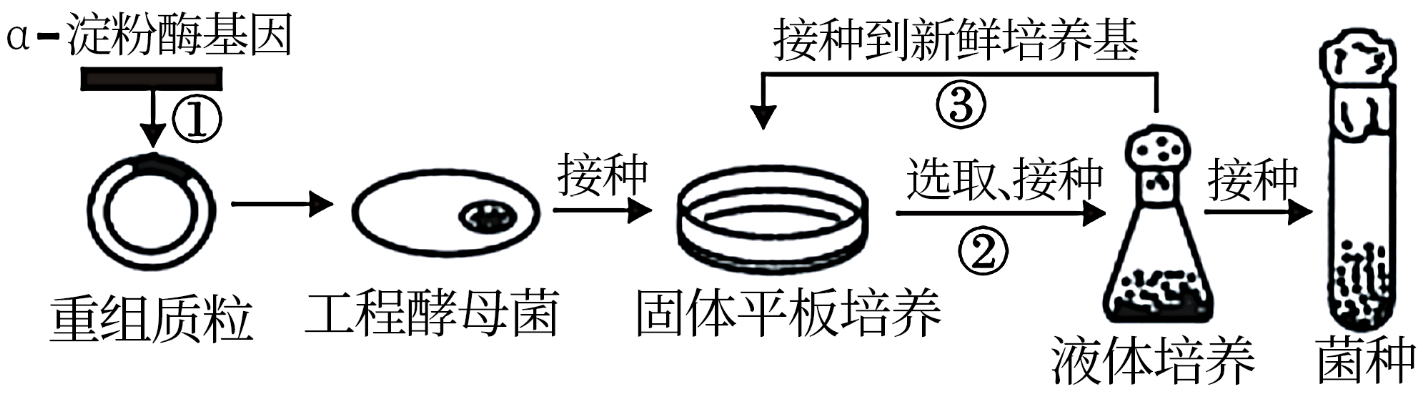 α-淀粉酶基因
①
接种到新鲜培养基
③
接种
选取、接种
②
接种
重组质粒
工程酵母菌
固体平板培养
液体培养
菌种